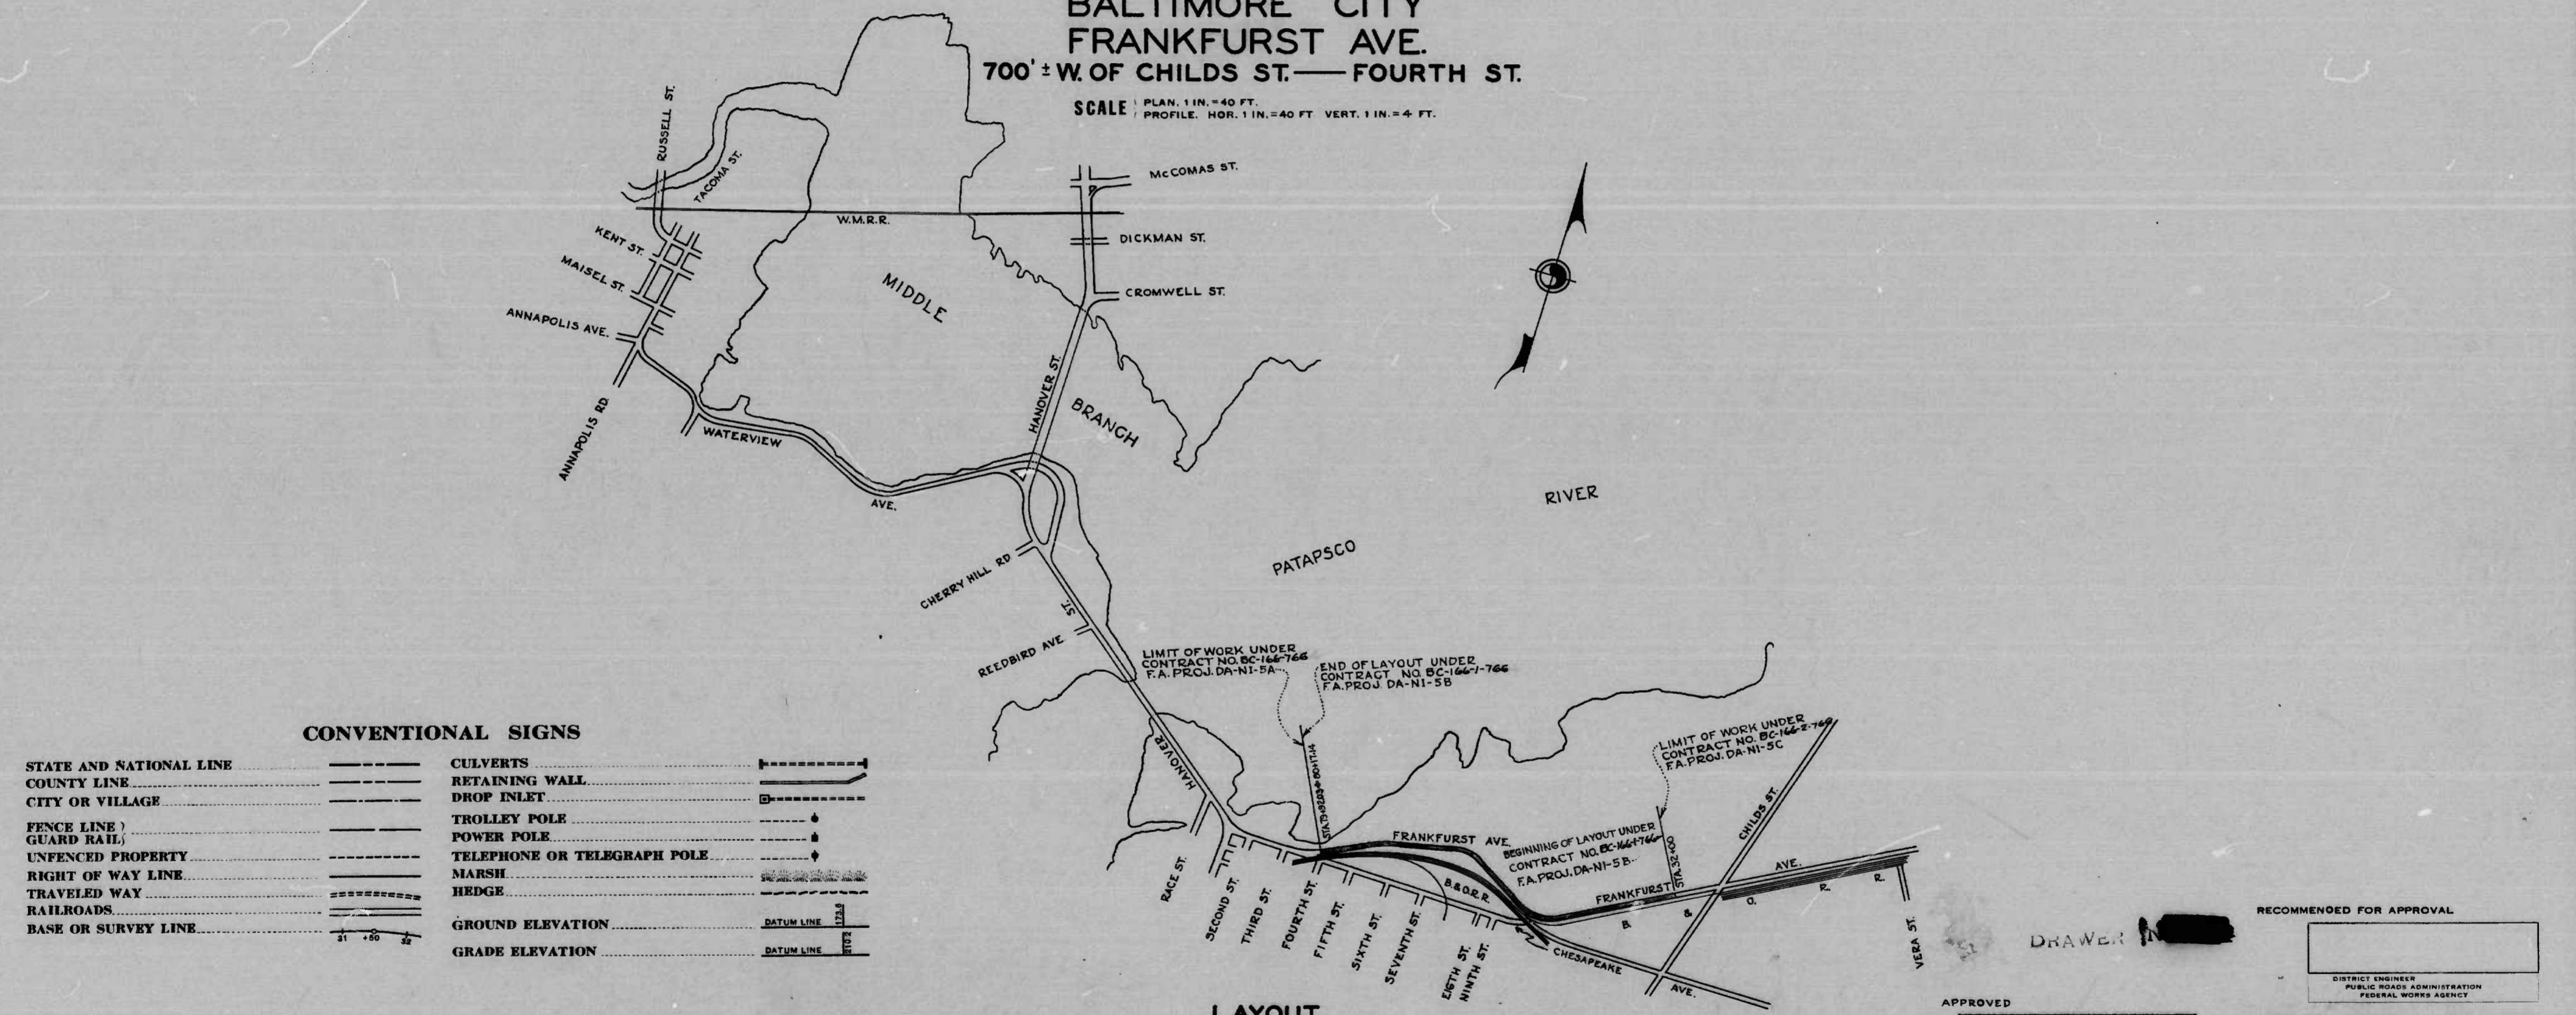 BALTIMORE CITY
FRANKFURST AVE.
700' ± W. OF CHILDS ST. — FOURTH ST.
SCALE
PLAN. 1 IN. = 40 FT.
PROFILE. HOR. 1 IN. = 40 FT VERT. 1 IN. = 4 FT.
RUSSELL ST.
TACOMA ST.
McCOMAS ST.
W.M.R.R.
KENT ST.
DICKMAN ST.
MAISEL ST.
MIDDLE
CROMWELL ST.
ANNAPOLIS AVE.
HANOVER ST.
BRANCH
ANNAPOLIS RD
WATERVIEW
AVE.
RIVER
PATAPSCO
CHERRY HILL RD
ST.
REEDBIRD AVE
LIMIT OF WORK UNDER
CONTRACT NO. BC-166-766
F.A. PROJ. DA-NI-5A
END OF LAYOUT UNDER
CONTRACT NO. BC-166-1-766
F.A. PROJ. DA-NI-5B
LIMIT OF WORK UNDER
CONTRACT NO. BC-166-2-766
F.A. PROJ. DA-NI-5C
HANOVER
CHILDS ST.
FRANKFURST AVE.
BEGINNING OF LAYOUT UNDER
CONTRACT NO. BC-166-1-766
F.A. PROJ. DA-NI-5B
STA. 32+00
AVE.
FRANKFURST
B. & O. R. R.
B. & O. R. R.
RACE ST.
SECOND ST.
THIRD ST.
FOURTH ST.
FIFTH ST.
SIXTH ST.
SEVENTH ST.
EIGTH ST.
NINTH ST.
CHESAPEAKE
AVE.
VERA ST.
CONVENTIONAL SIGNS
STATE AND NATIONAL LINE
COUNTY LINE
CITY OR VILLAGE
FENCE LINE
GUARD RAIL
UNFENCED PROPERTY
RIGHT OF WAY LINE
TRAVELED WAY
RAILROADS
BASE OR SURVEY LINE
31 +50 32
CULVERTS
RETAINING WALL
DROP INLET
TROLLEY POLE
POWER POLE
TELEPHONE OR TELEGRAPH POLE
MARSH
HEDGE
GROUND ELEVATION
DATUM LINE 173.6
GRADE ELEVATION
DATUM LINE
DRAWER
RECOMMENDED FOR APPROVAL
DISTRICT ENGINEER
PUBLIC ROADS ADMINISTRATION
FEDERAL WORKS AGENCY
APPROVED
LAYOUT